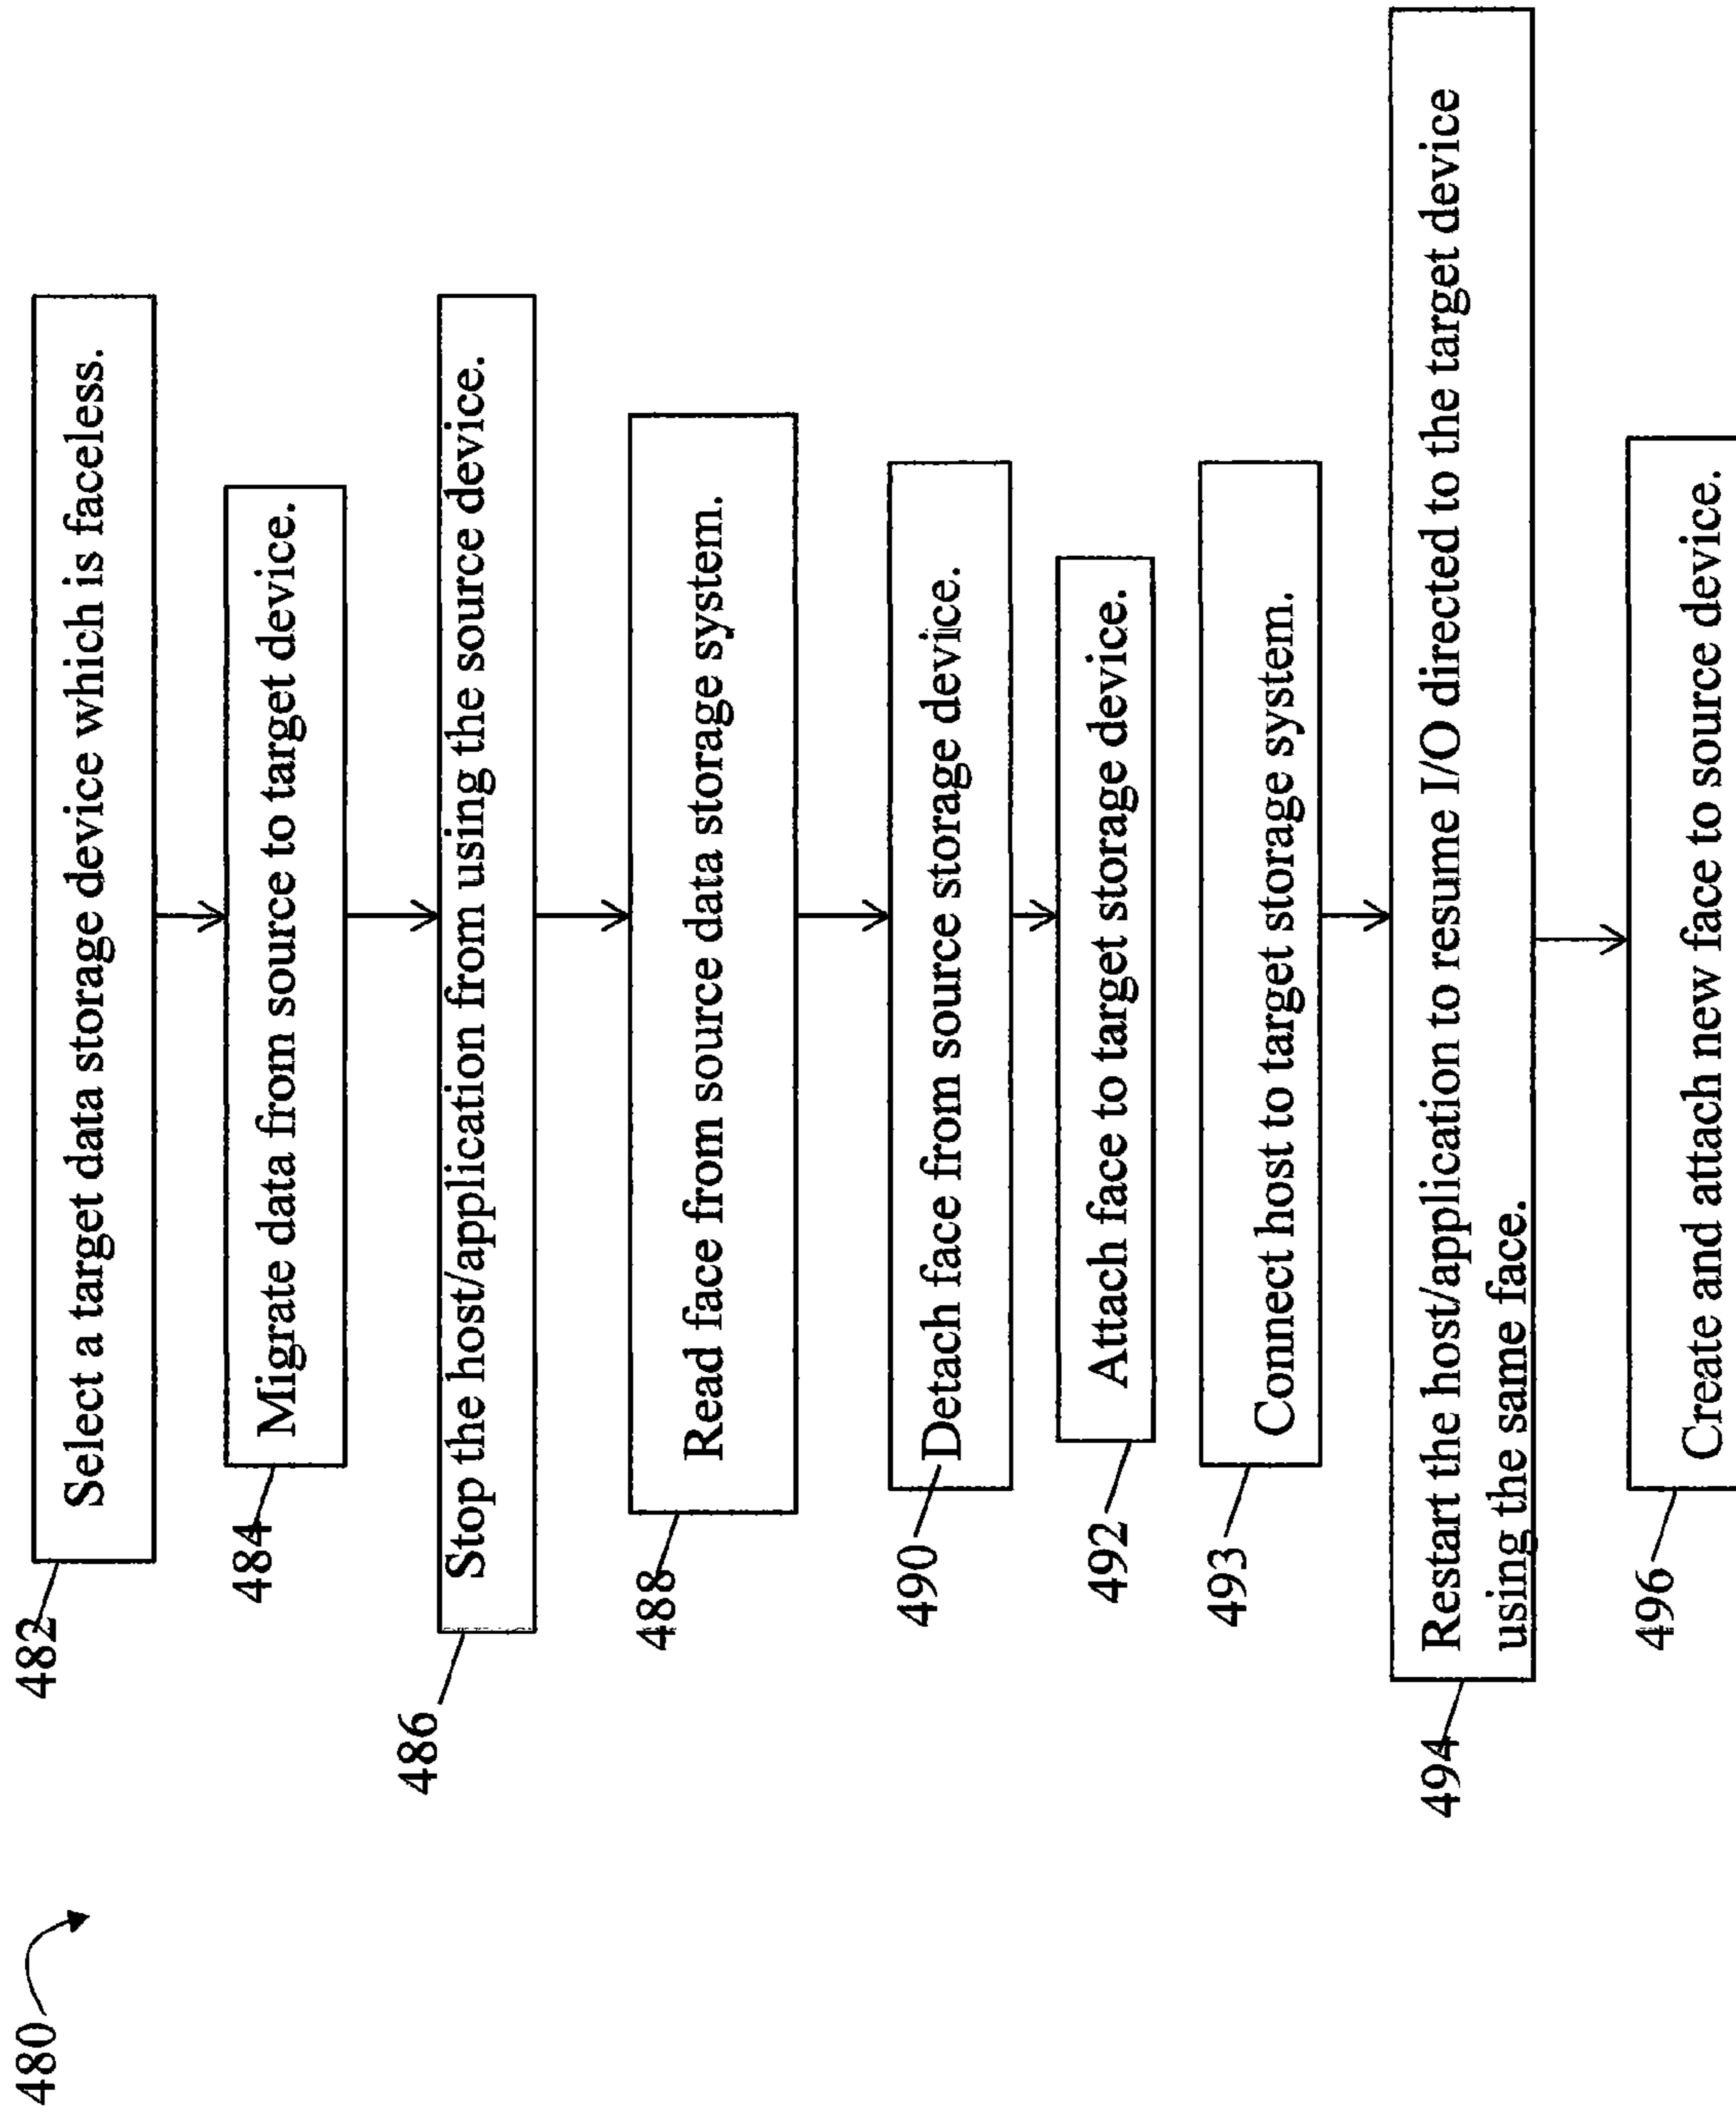 480
482
Select a target data storage device which is faceless.
484
Migrate data from source to target device.
486
Stop the host/application from using the source device.
488
Read face from source data storage system.
490
Detach face from source storage device.
492
Attach face to target storage device.
493
Connect host to target storage system.
494
Restart the host/application to resume I/O directed to the target device
using the same face.
496
Create and attach new face to source device.